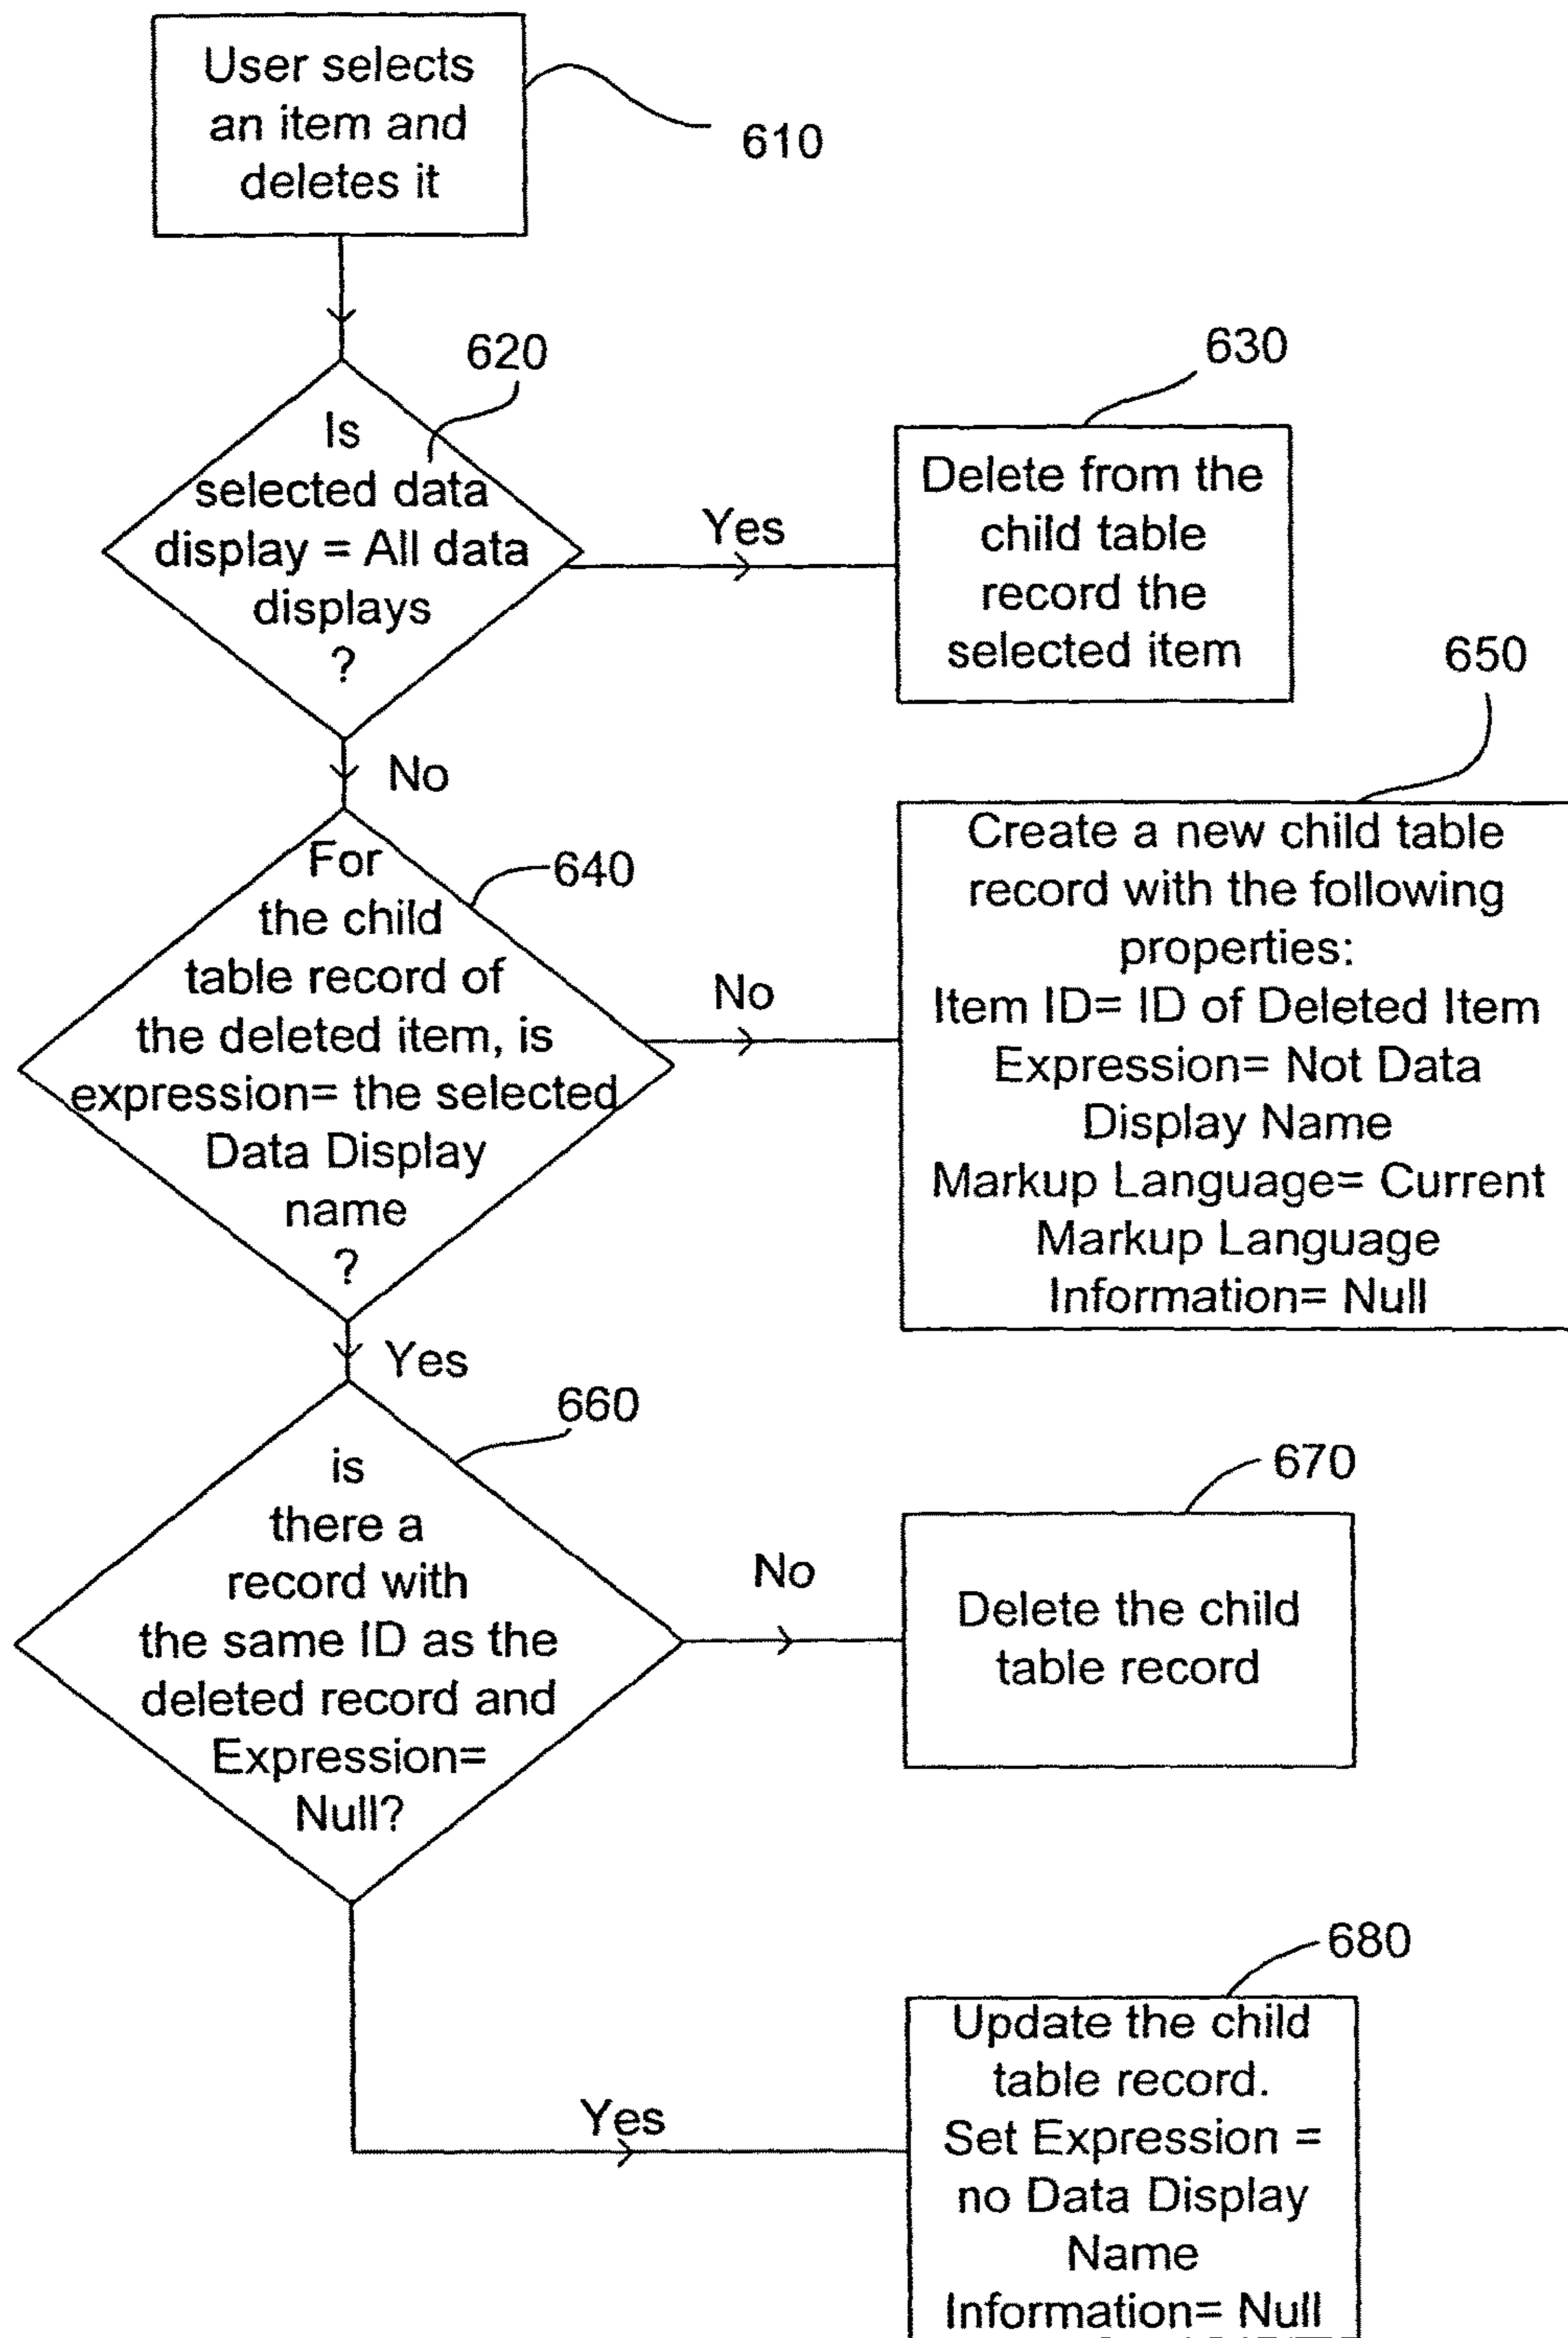 User selects
an item and
deletes it
610
620
Is
selected data
display = All data
displays
?
Yes
630
Delete from the
child table
record the
selected item
No
640
For
the child
table record of
the deleted item, is
expression= the selected
Data Display
name
?
No
650
Create a new child table
record with the following
properties:
Item ID= ID of Deleted Item
Expression= Not Data
Display Name
Markup Language= Current
Markup Language
Information= Null
Yes
660
is
there a
record with
the same ID as the
deleted record and
Expression=
Null?
No
670
Delete the child
table record
Yes
680
Update the child
table record.
Set Expression =
no Data Display
Name
Information= Null